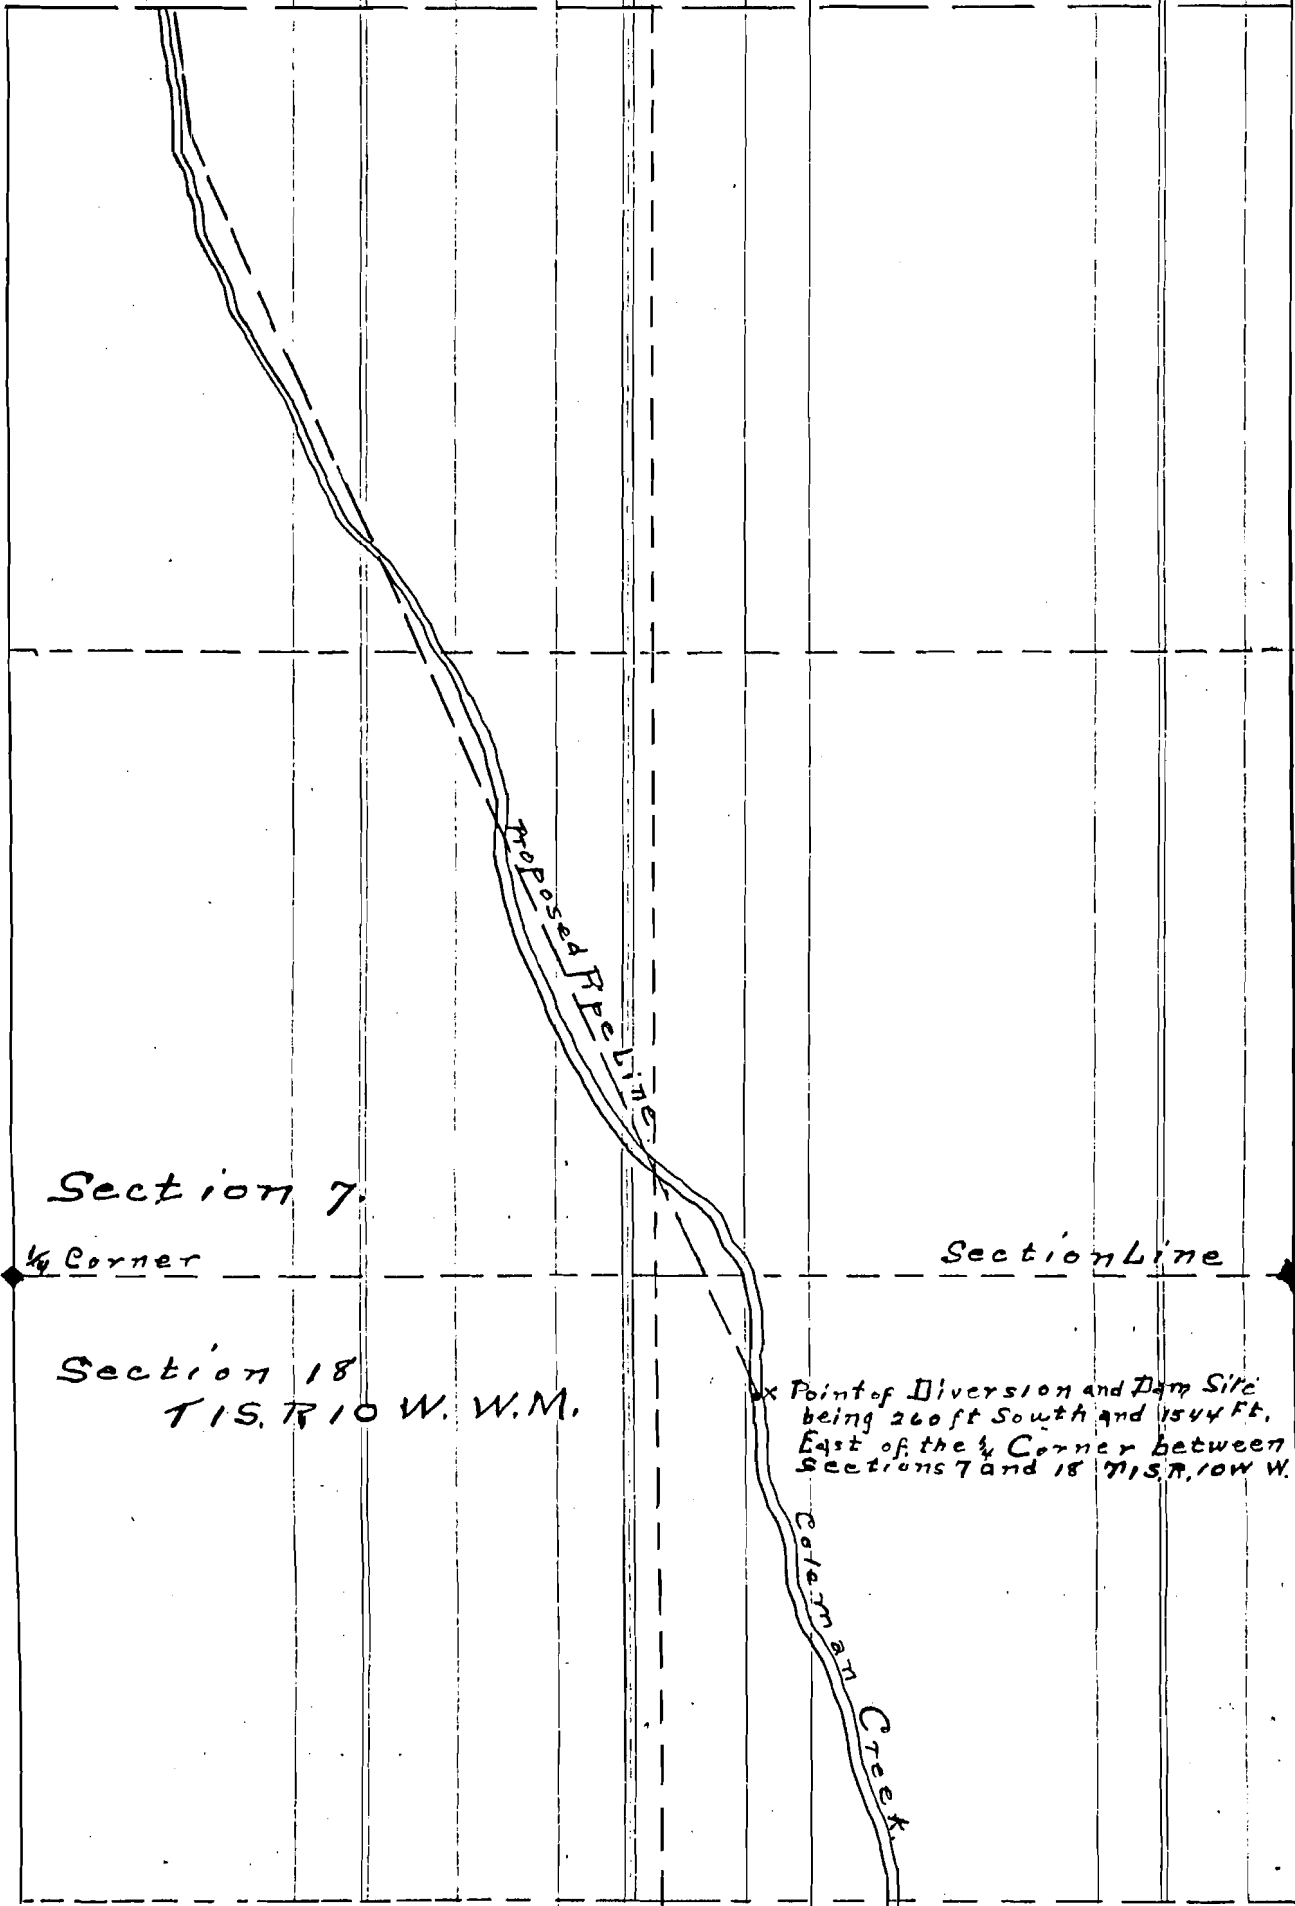 Proposed Pipe Line
Section 7.
1/4 Corner
Section Line
Section 18
T 1 S. R 10 W. W.M.
x Point of Diversion and Dam Site
being 260 ft South and 1544 Ft.
East of the 1/4 Corner between
Sections 7 and 18 T1S.R.10W W.
Coleman Creek.